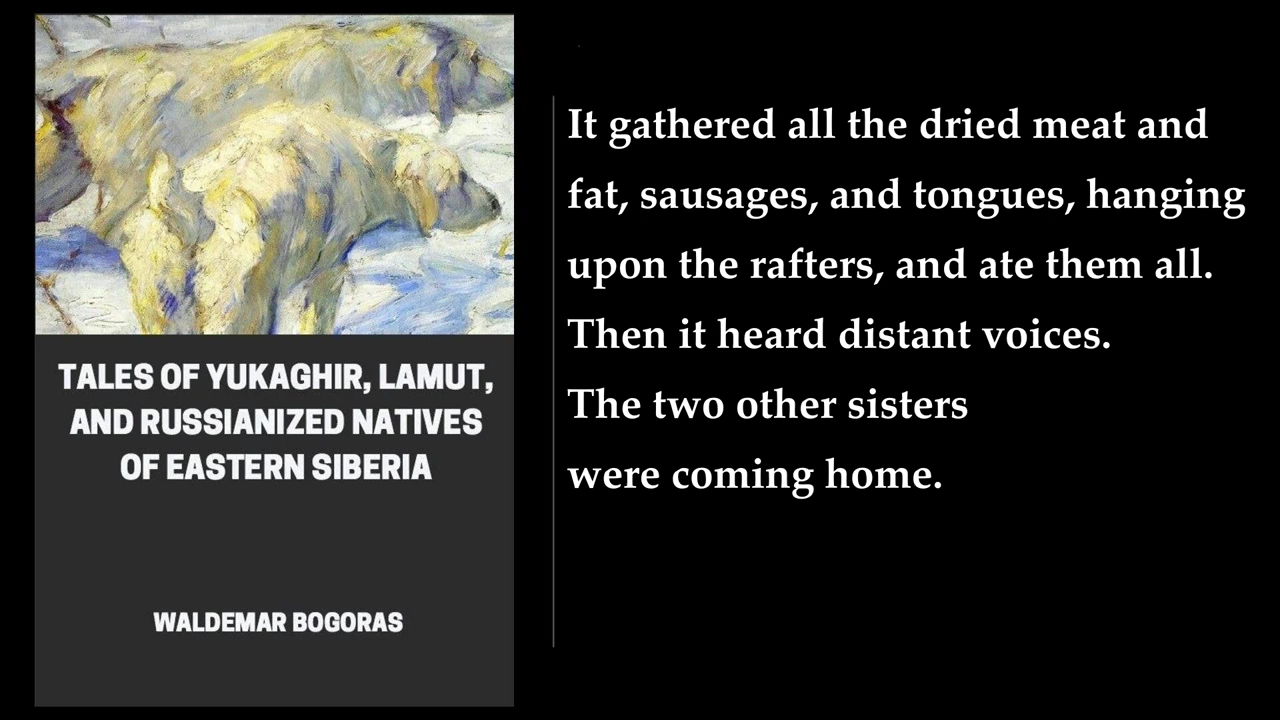 TALES OF YUKAGHIR, LAMUT,
AND RUSSIANIZED NATIVES
OF EASTERN SIBERIA
WALDEMAR BOGORAS
It gathered all the dried meat and
fat, sausages, and tongues, hanging
upon the rafters, and ate them all.
Then it heard distant voices.
The two other sisters
were coming home.